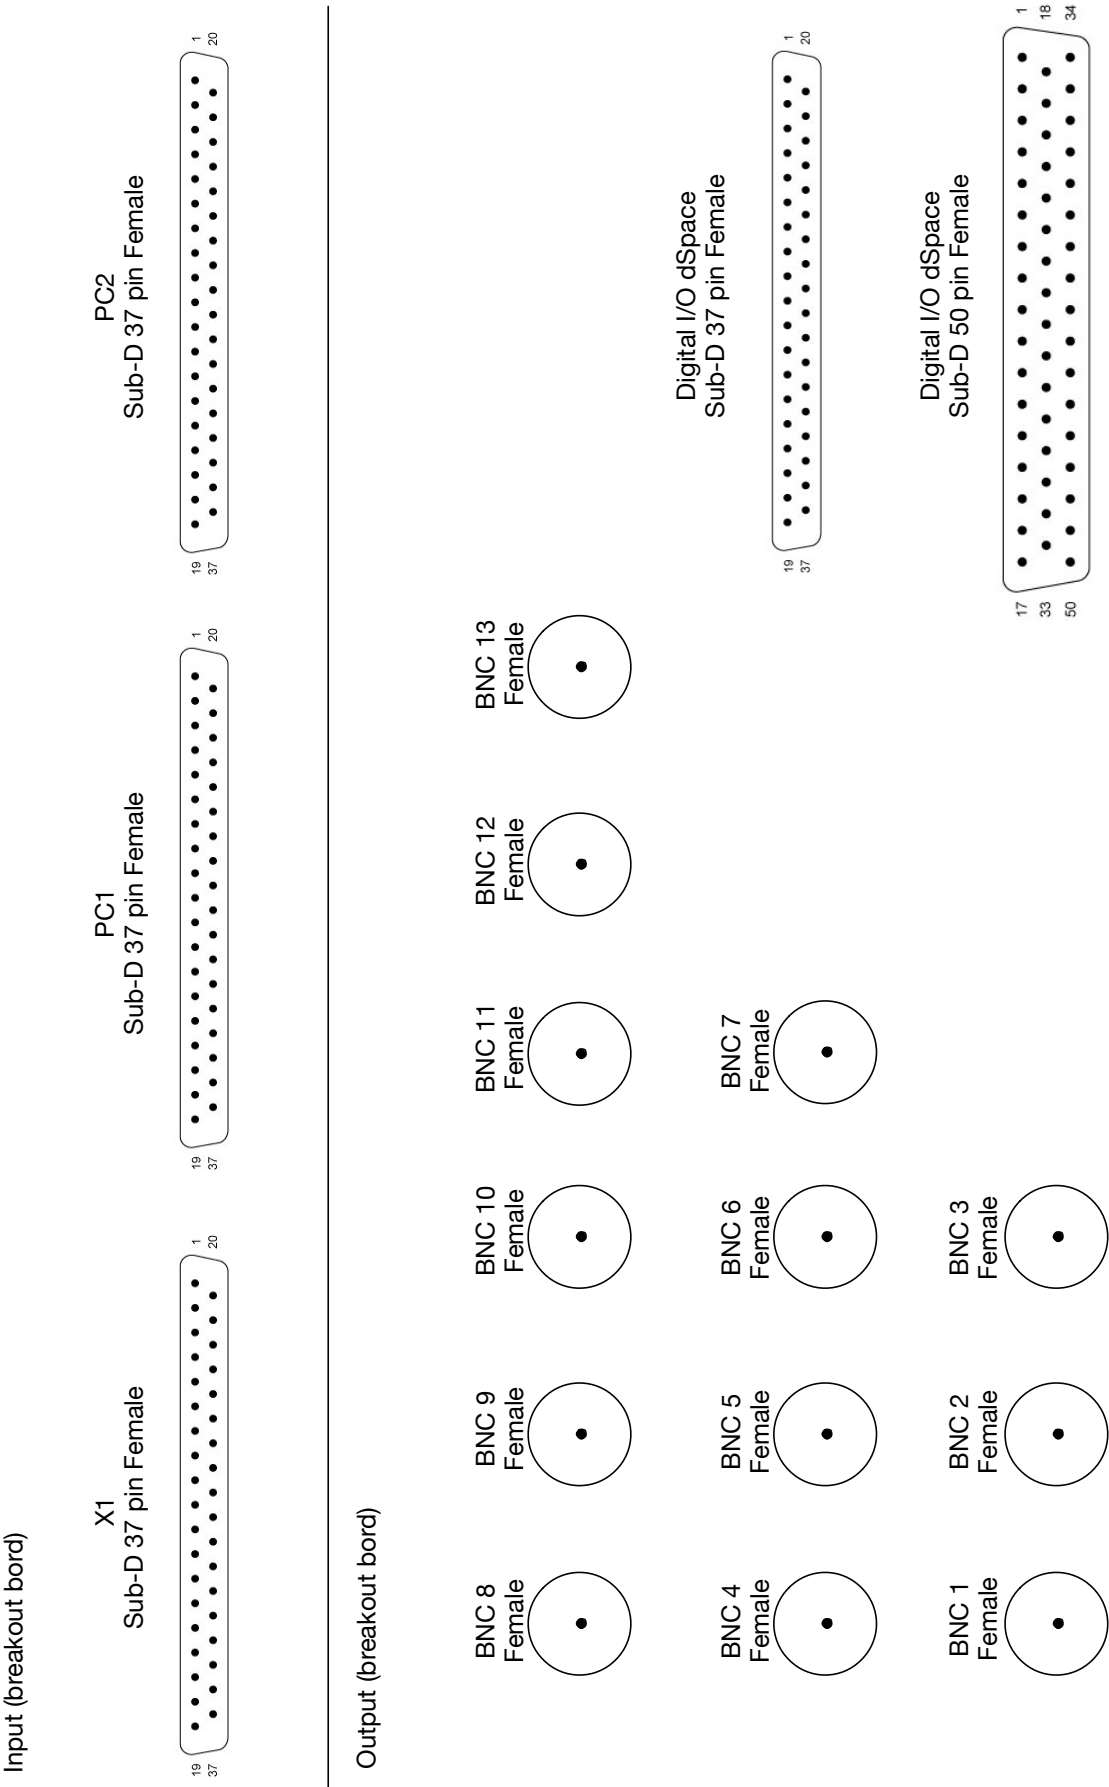 Input (breakout bord)
X1
Sub-D 37 pin Female
19
37
1
20
PC1
Sub-D 37 pin Female
19
37
1
20
PC2
Sub-D 37 pin Female
19
37
1
20
Output (breakout bord)
BNC 8
Female
BNC 9
Female
BNC 10
Female
BNC 11
Female
BNC 12
Female
BNC 13
Female
BNC 4
Female
BNC 5
Female
BNC 6
Female
BNC 7
Female
Digital I/O dSpace
Sub-D 37 pin Female
19
37
1
20
BNC 1
Female
BNC 2
Female
BNC 3
Female
Digital I/O dSpace
Sub-D 50 pin Female
17
33
50
1
18
34